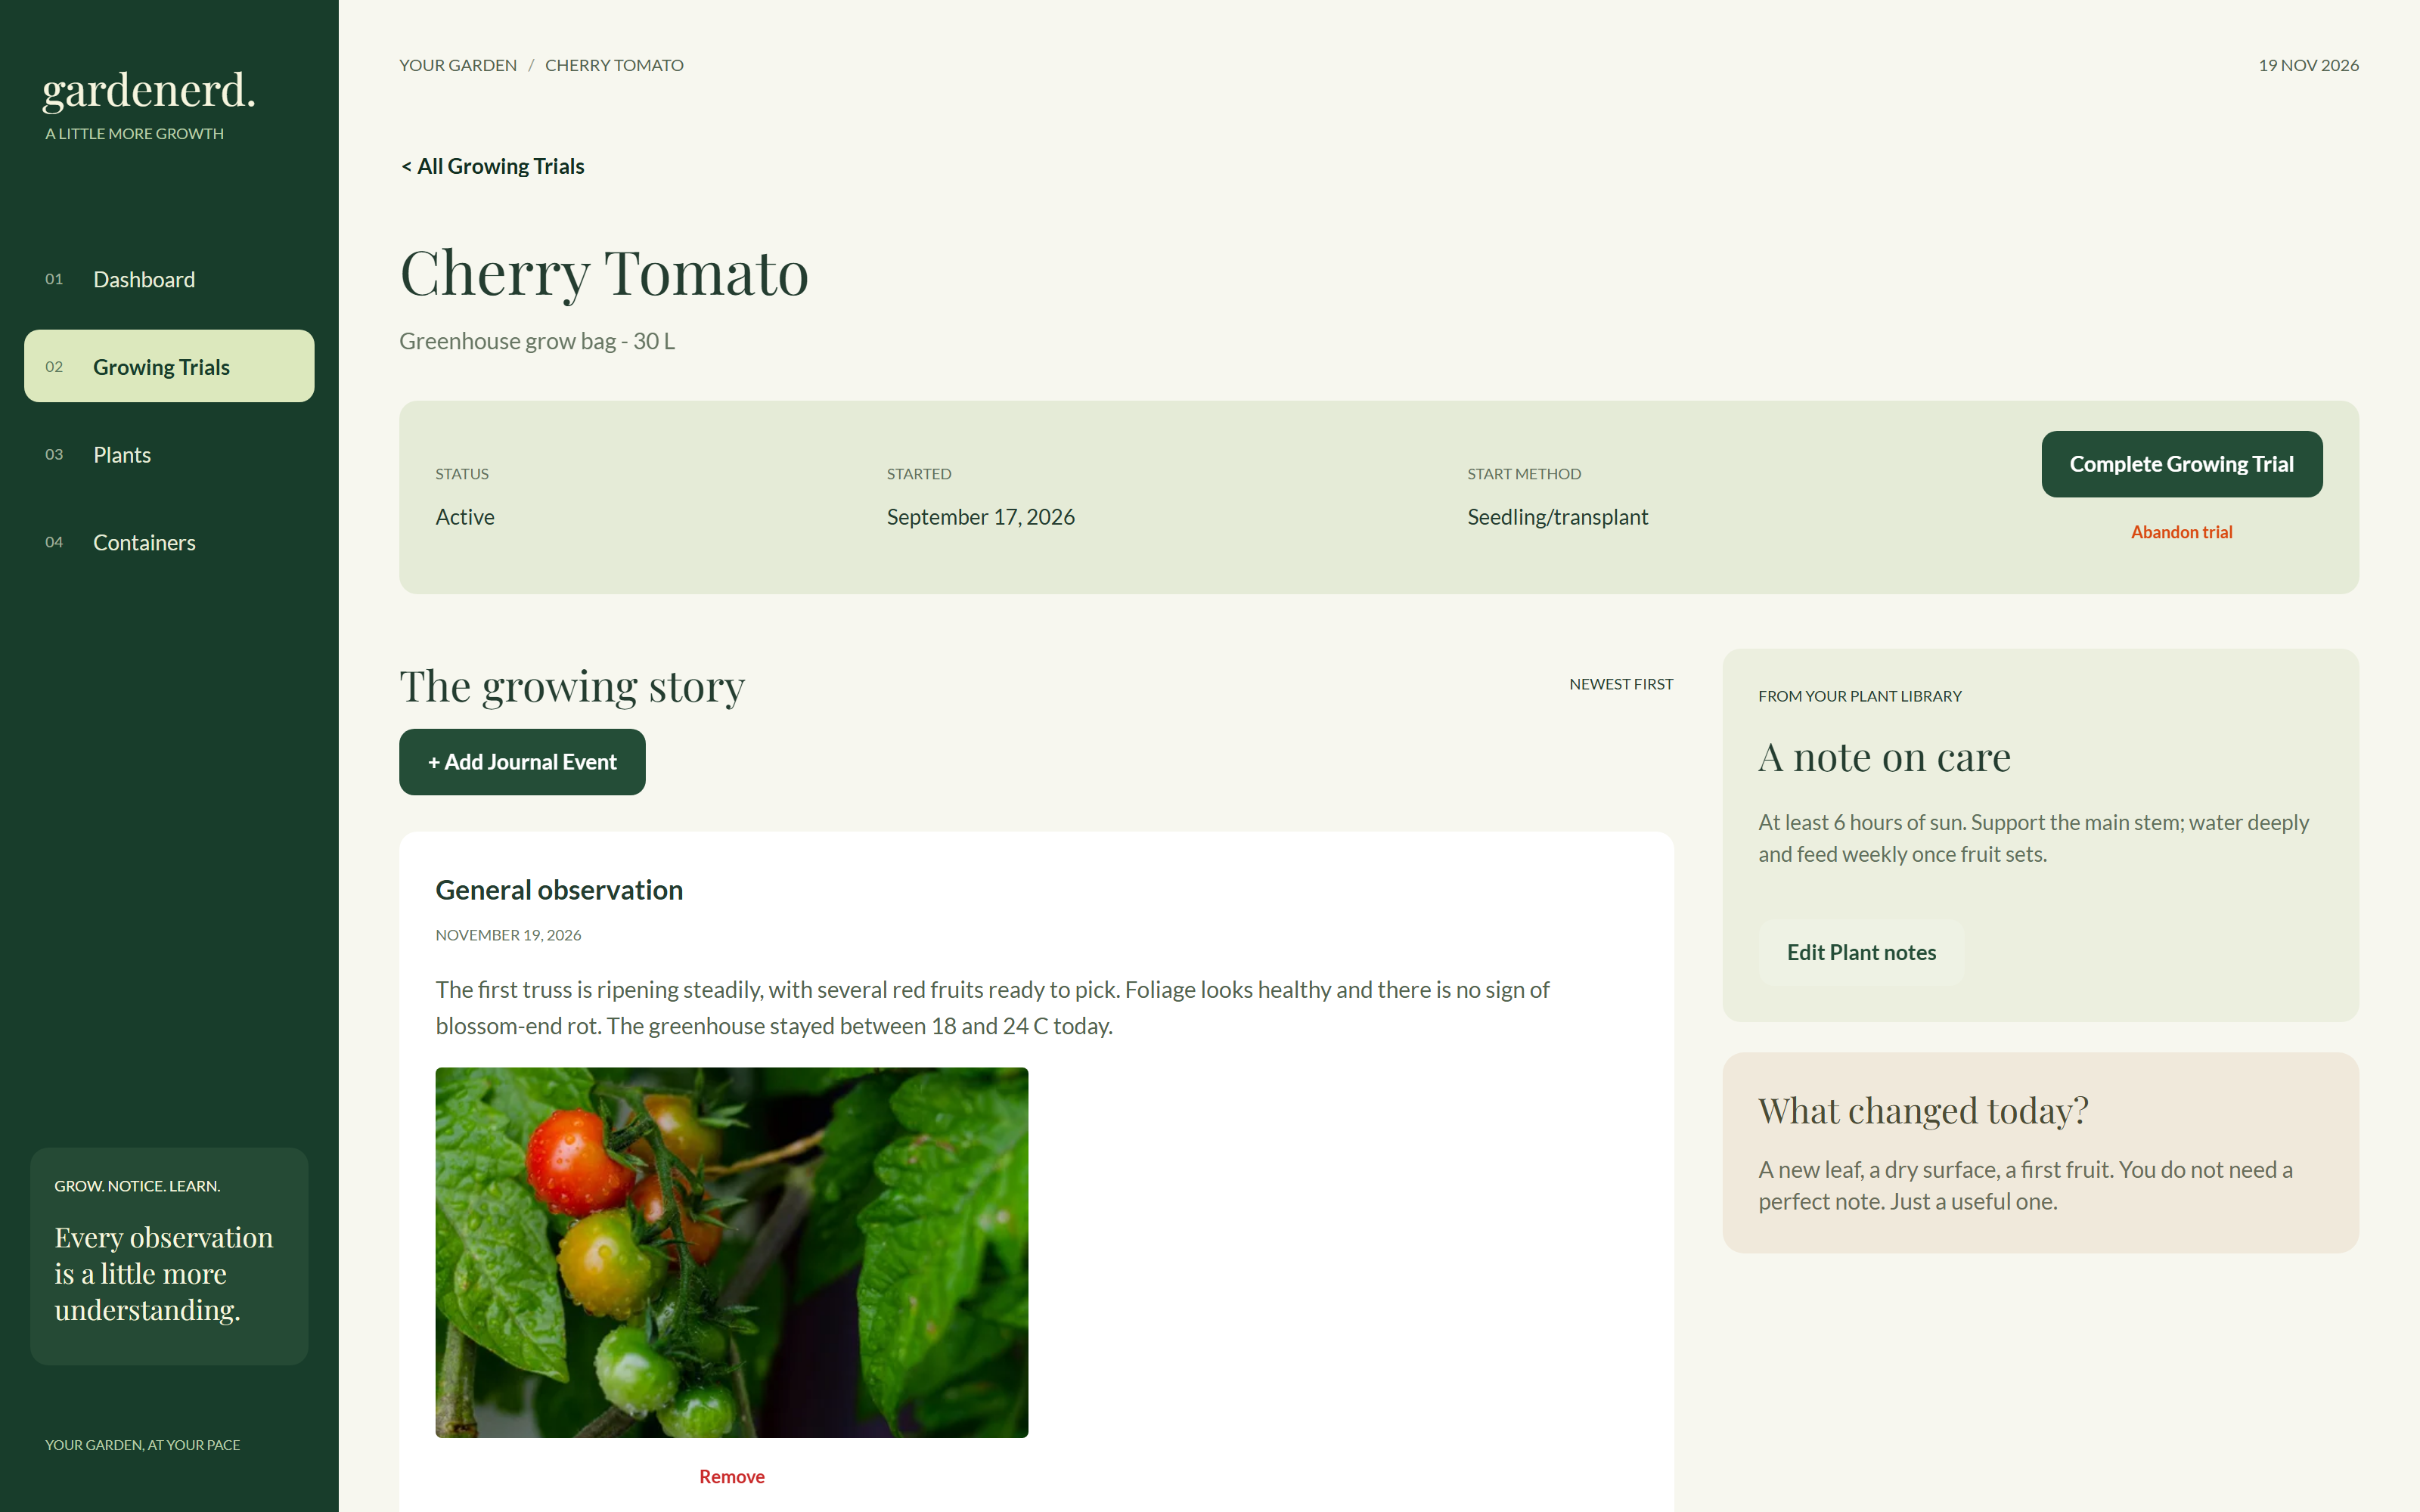 gardenerd.
A LITTLE MORE GROWTH
01 Dashboard
02 Growing Trials
03 Plants
04 Containers
GROW. NOTICE. LEARN.
Every observation
is a little more
understanding.
YOUR GARDEN, AT YOUR PACE
YOUR GARDEN / CHERRY TOMATO
19 NOV 2026
< All Growing Trials
Cherry Tomato
Greenhouse grow bag - 30 L
STATUS
Active
STARTED
September 17, 2026
START METHOD
Seedling/transplant
Complete Growing Trial
Abandon trial
The growing story
NEWEST FIRST
+ Add Journal Event
General observation
NOVEMBER 19, 2026
The first truss is ripening steadily, with several red fruits ready to pick. Foliage looks healthy and there is no sign of
blossom-end rot. The greenhouse stayed between 18 and 24 C today.
Remove
FROM YOUR PLANT LIBRARY
A note on care
At least 6 hours of sun. Support the main stem; water deeply
and feed weekly once fruit sets.
Edit Plant notes
What changed today?
A new leaf, a dry surface, a first fruit. You do not need a
perfect note. Just a useful one.